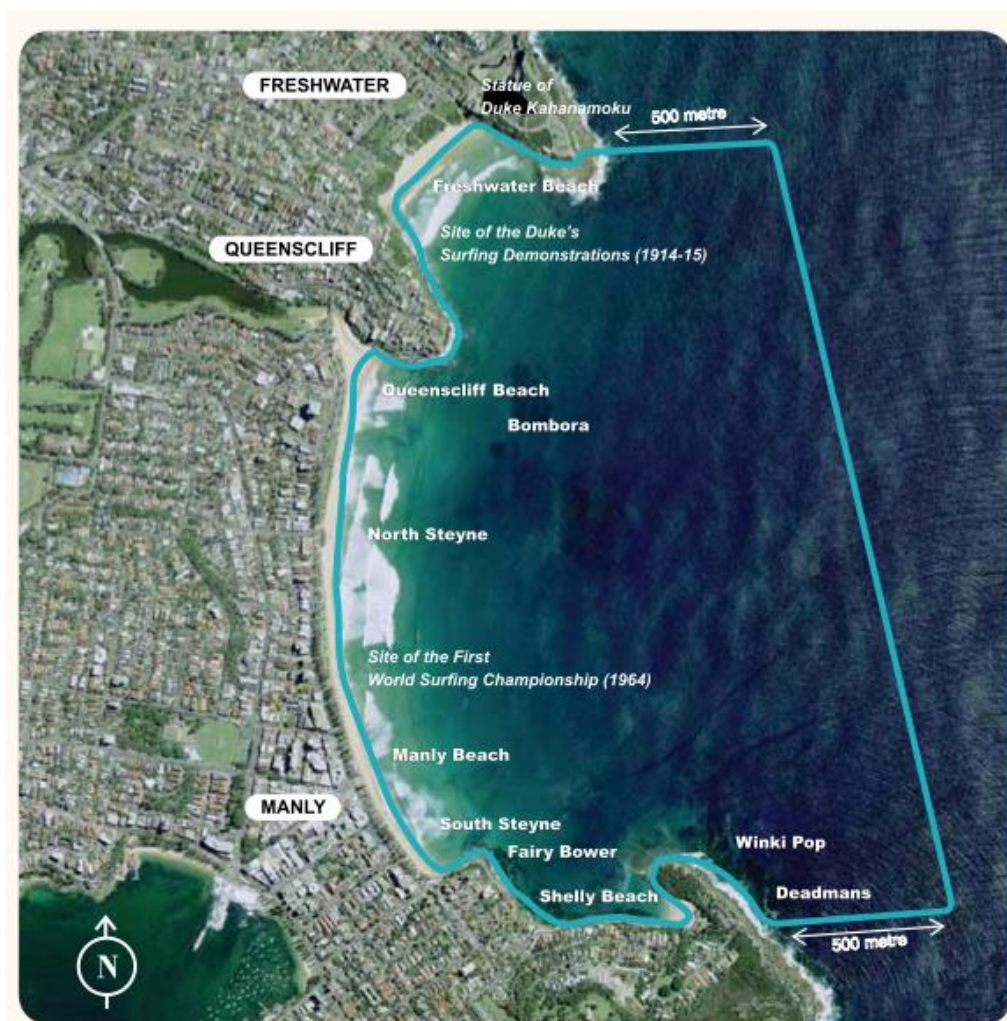 FRESHWATER
Statue of
Duke Kahanamoku
500 metre
Freshwater Beach
Site of the Duke's
Surfing Demonstrations (1914-15)
QUEENSCLIFF
Queenscliff Beach
Bombora
North Steyne
Site of the First
World Surfing Championship (1964)
Manly Beach
MANLY
South Steyne
Winki Pop
Fairy Bower
Shelly Beach
Deadmans
500 metre
N